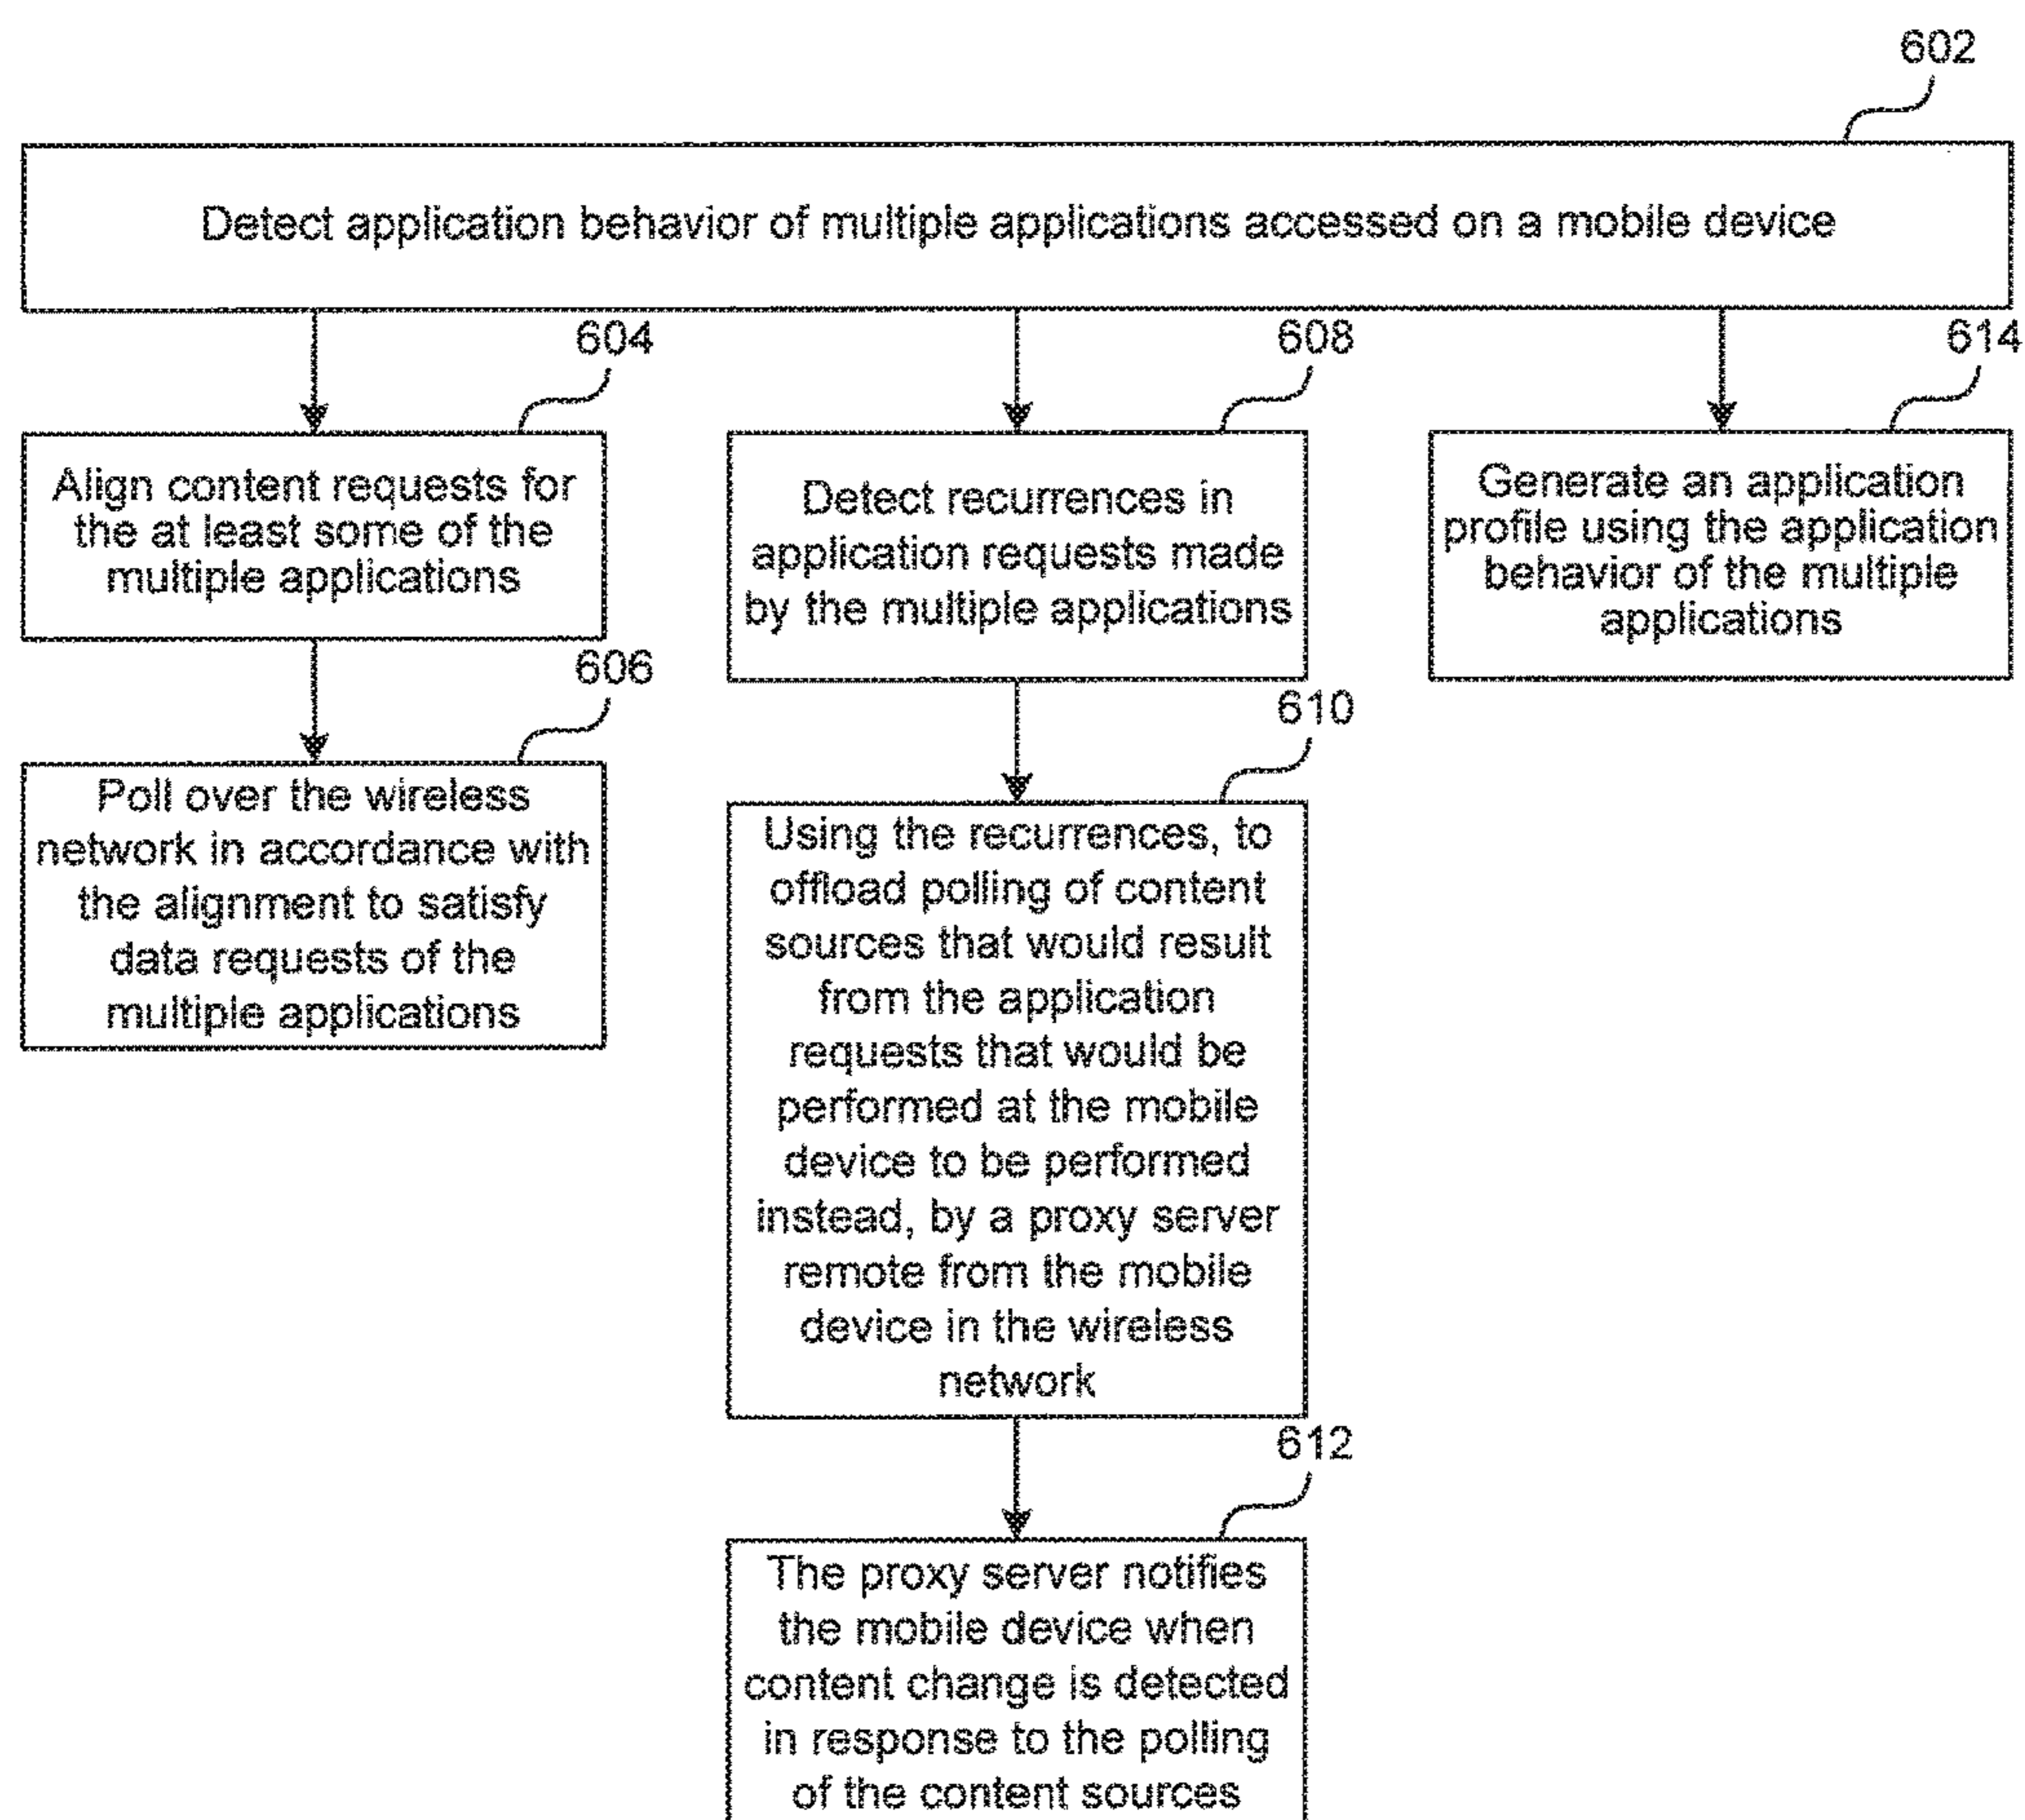 602
Detect application behavior of multiple applications accessed on a mobile device
604
Align content requests for
the at least some of the
multiple applications
606
Poll over the wireless
network in accordance with
the alignment to satisfy
data requests of the
multiple applications
608
Detect recurrences in
application requests made
by the multiple applications
610
Using the recurrences, to
offload polling of content
sources that would result
from the application
requests that would be
performed at the mobile
device to be performed
instead, by a proxy server
remote from the mobile
device in the wireless
network
612
The proxy server notifies
the mobile device when
content change is detected
in response to the polling
of the content sources
614
Generate an application
profile using the application
behavior of the multiple
applications